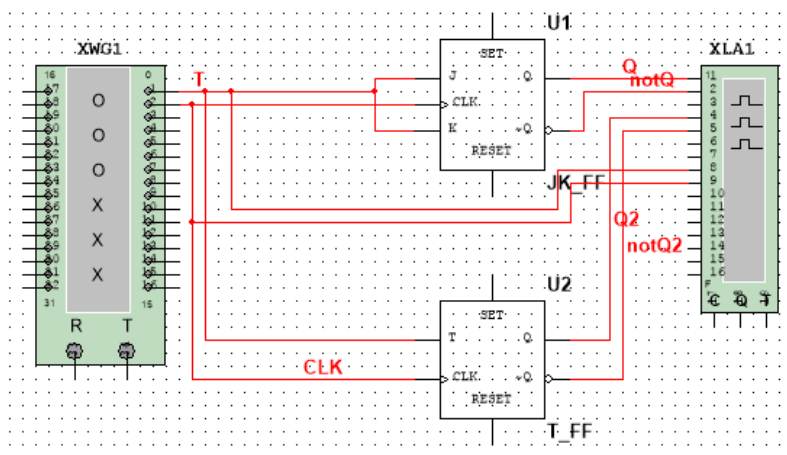 XWG1
16 0
O
O
O
X
X
X
31 15
R T
T
CLK
U1
SET
J Q
CLK
K ~Q
RESET
JK_FF
Q
notQ
Q2
notQ2
U2
SET
T Q
CLK
~Q
RESET
T_FF
XLA1
1
2
3
4
5
6
7
8
9
10
11
12
13
14
15
16
F
C Q T